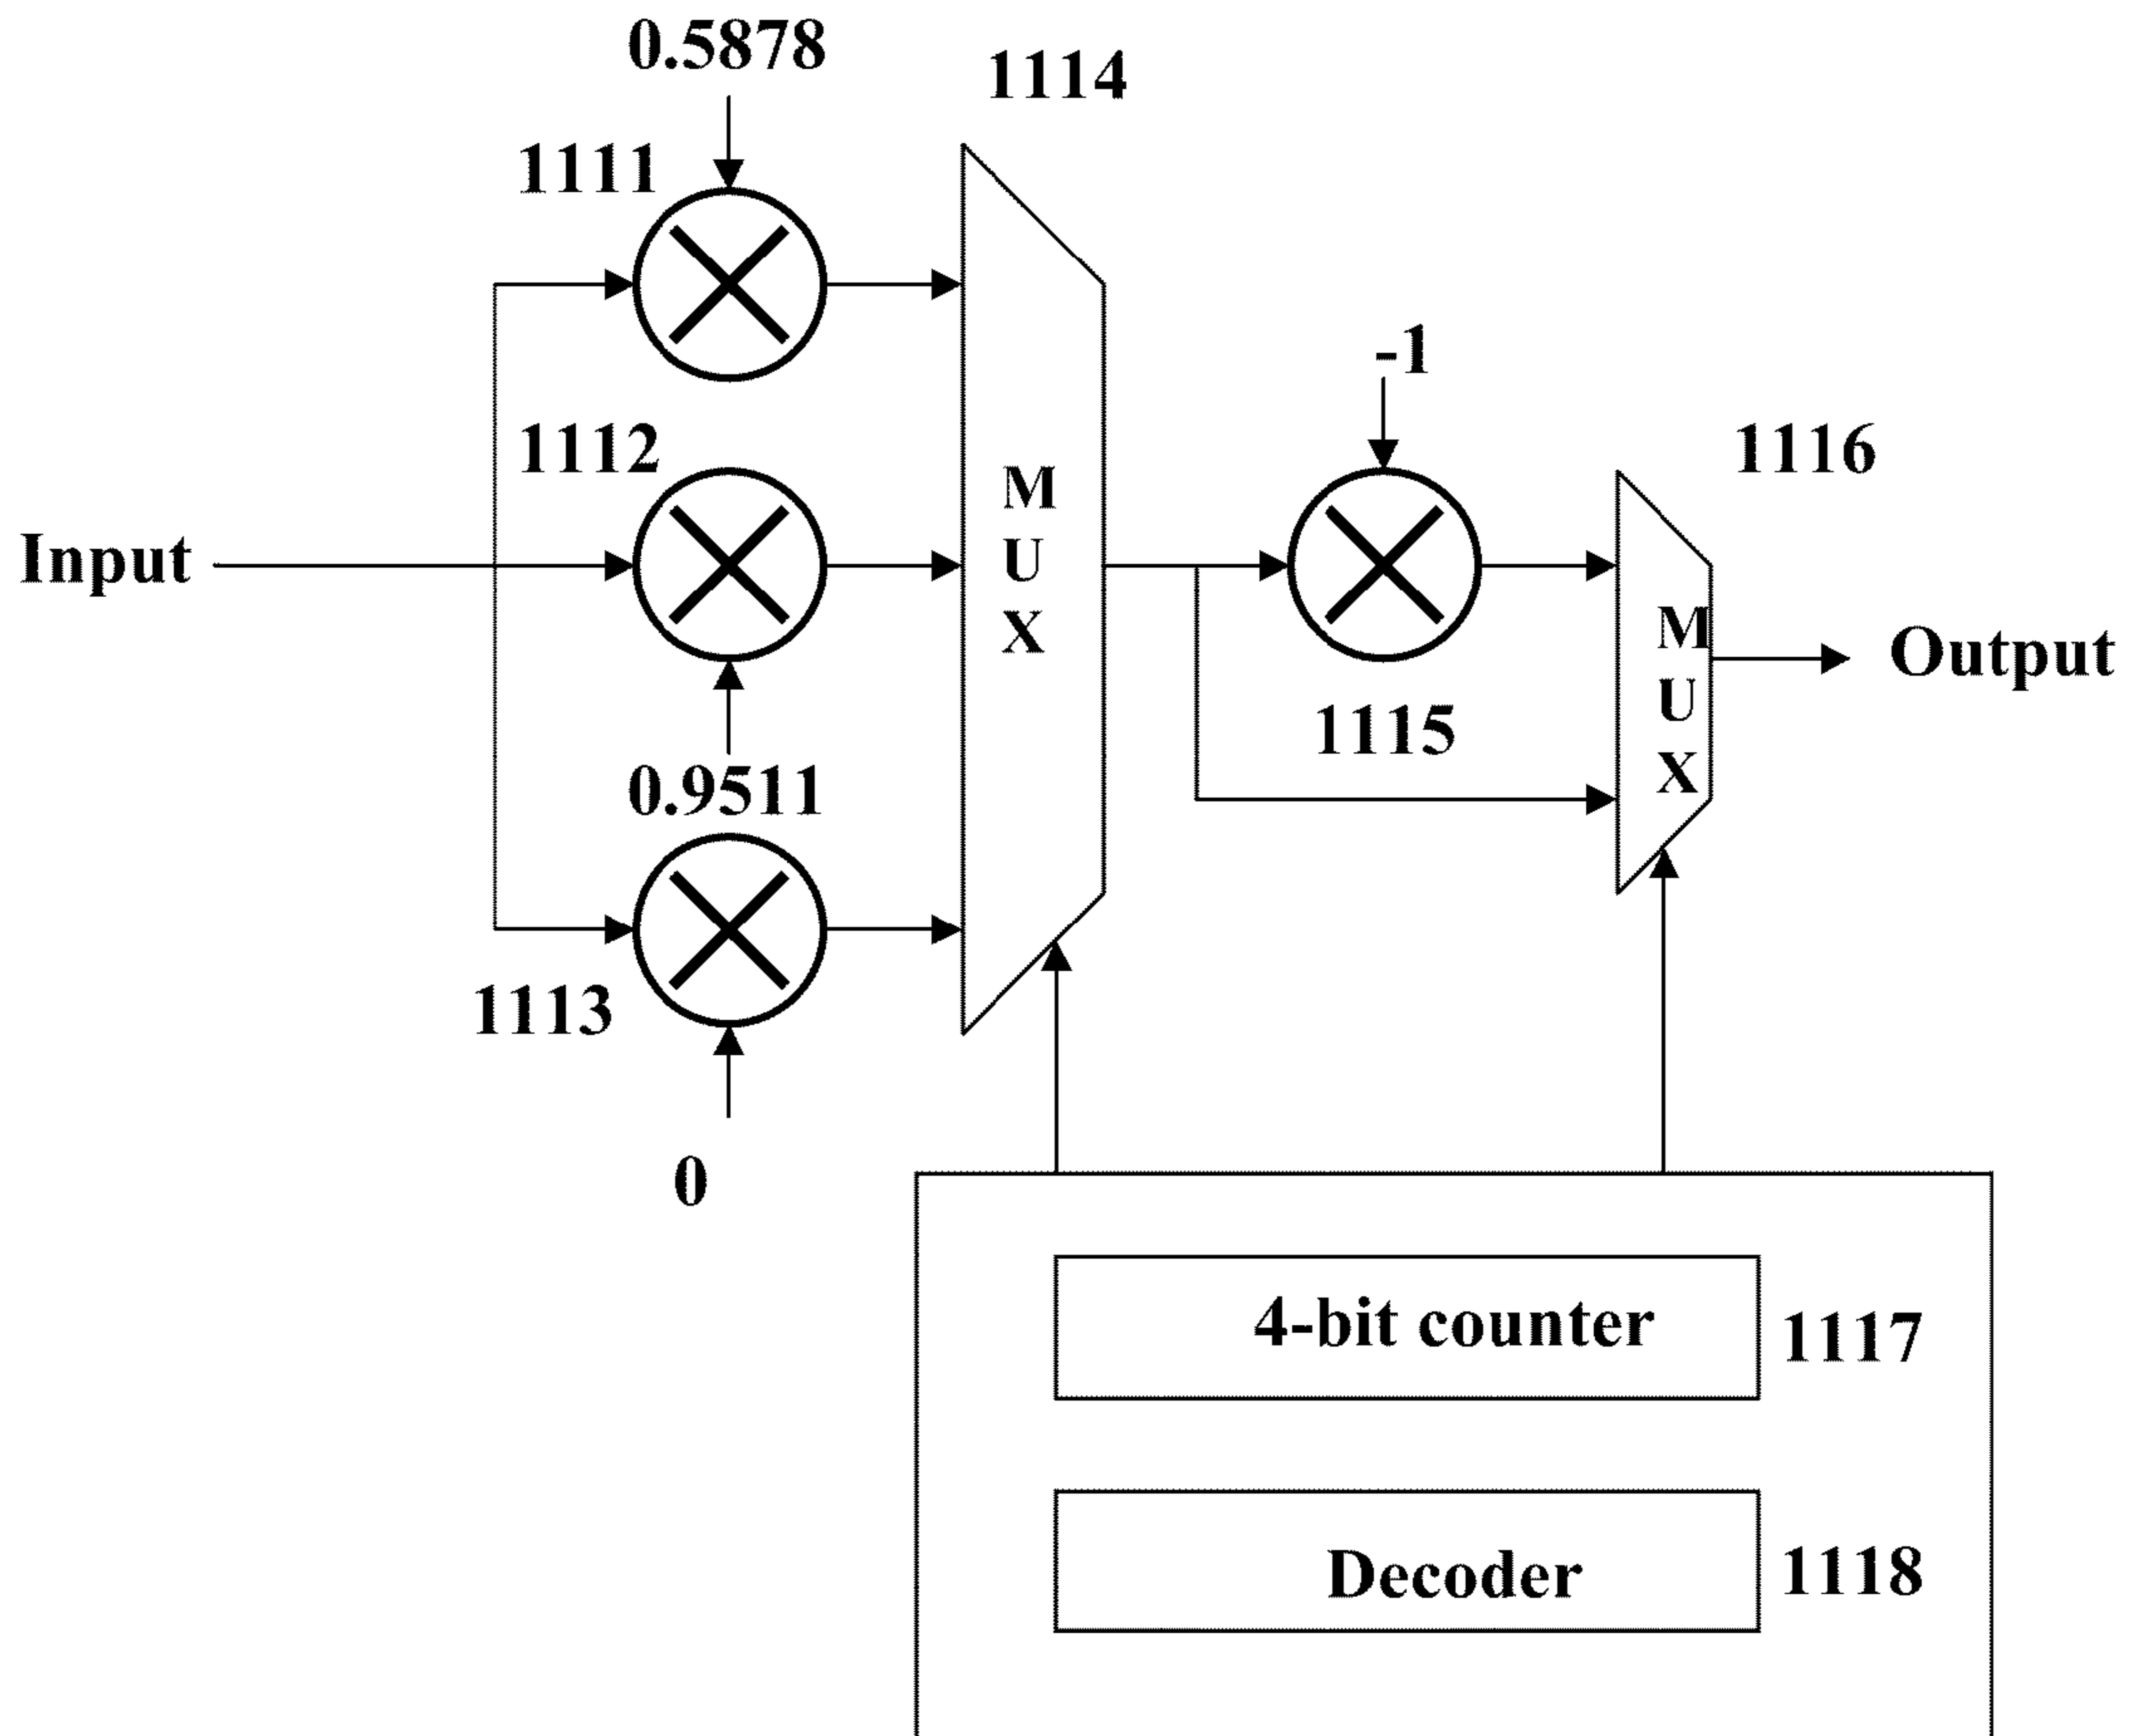 0.5878
1114
1111
-1
1112
1116
Input
M
U
X
M
U
X
Output
1115
0.9511
1113
0
4-bit counter
1117
Decoder
1118